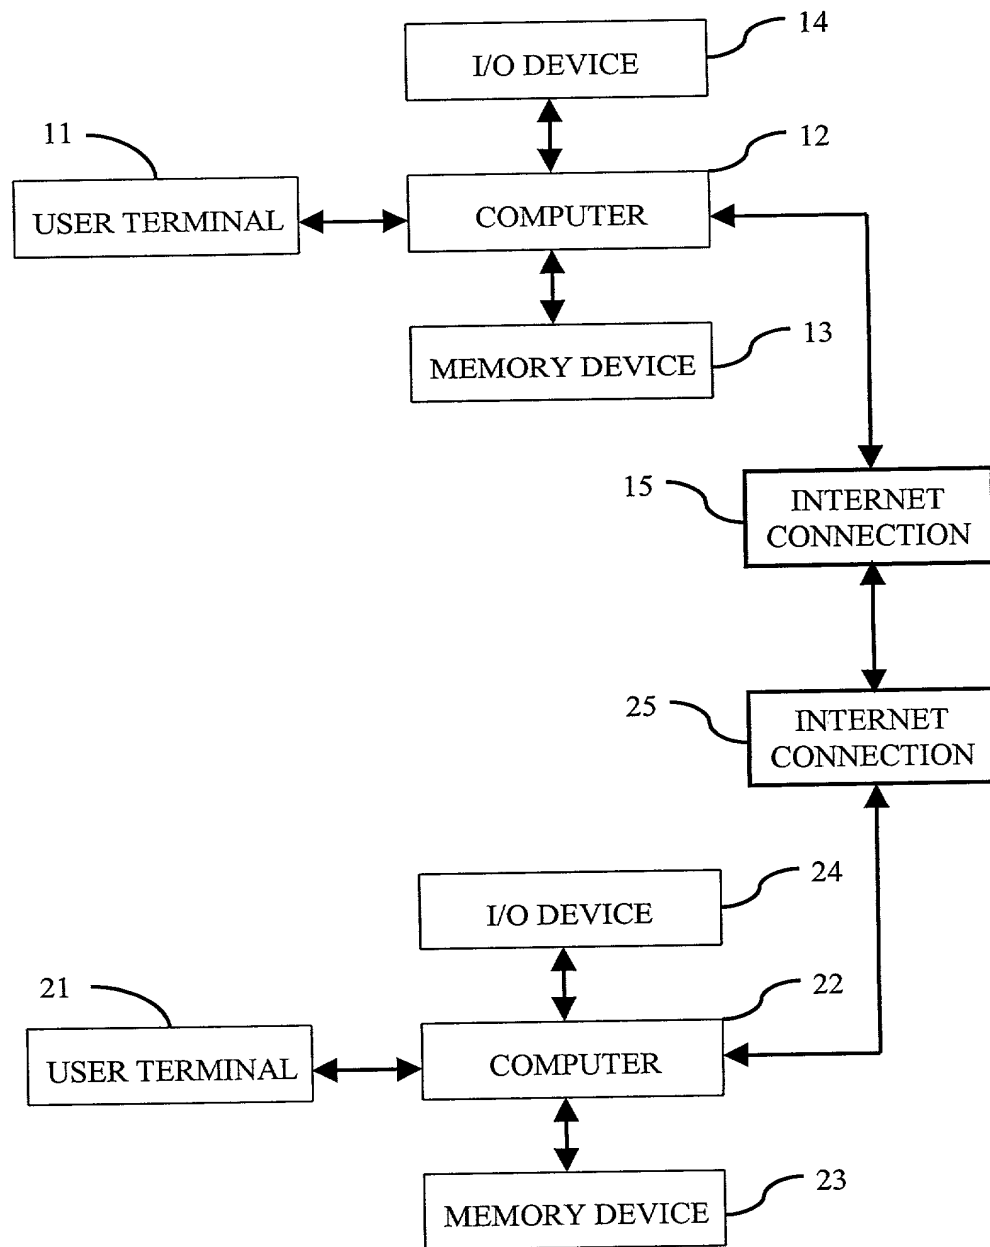 14
I/O DEVICE
11
12
USER TERMINAL
COMPUTER
13
MEMORY DEVICE
15
INTERNET
CONNECTION
25
INTERNET
CONNECTION
24
I/O DEVICE
21
22
USER TERMINAL
COMPUTER
23
MEMORY DEVICE